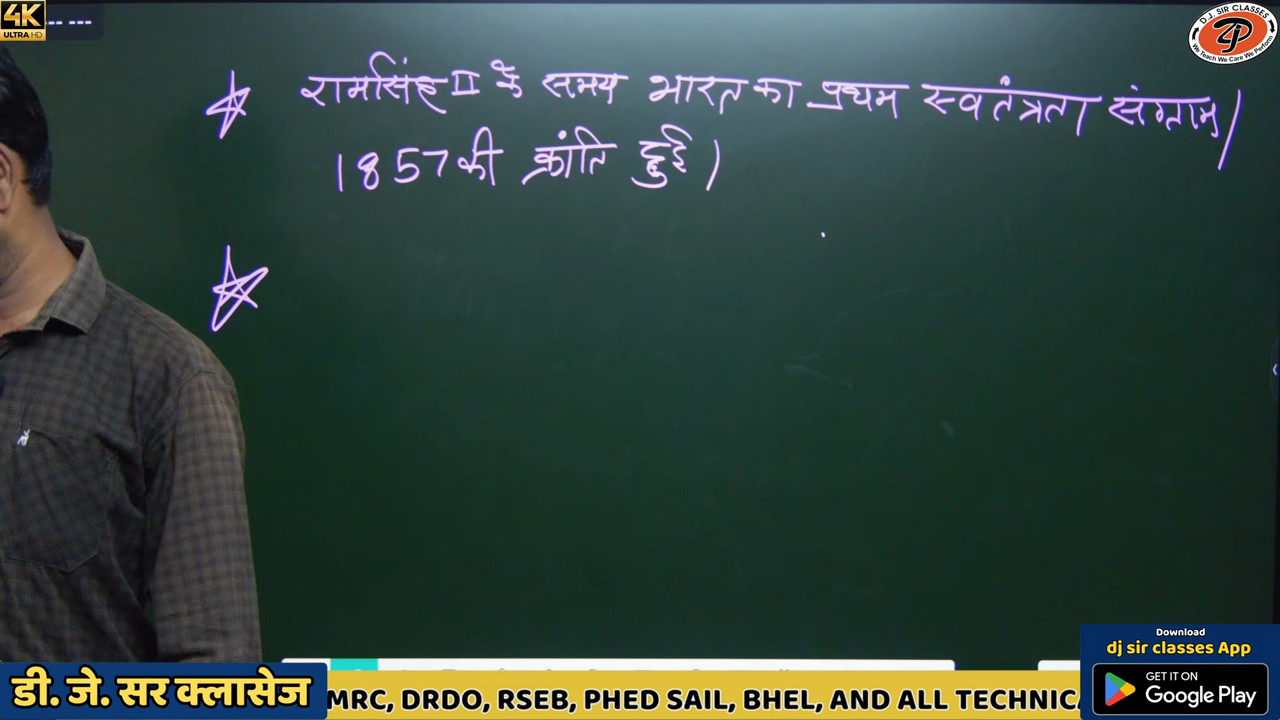 4K
ULTRA HD
D.J. SIR CLASSES
We Teach We Care We Perform
रामसिंह II के समय भारत का प्रथम स्वतंत्रता संग्राम/
1857 की क्रांति हुई।
डी. जे. सर क्लासेज
MRC, DRDO, RSEB, PHED SAIL, BHEL, AND ALL TECHNICA
Download
dj sir classes App
GET IT ON
Google Play